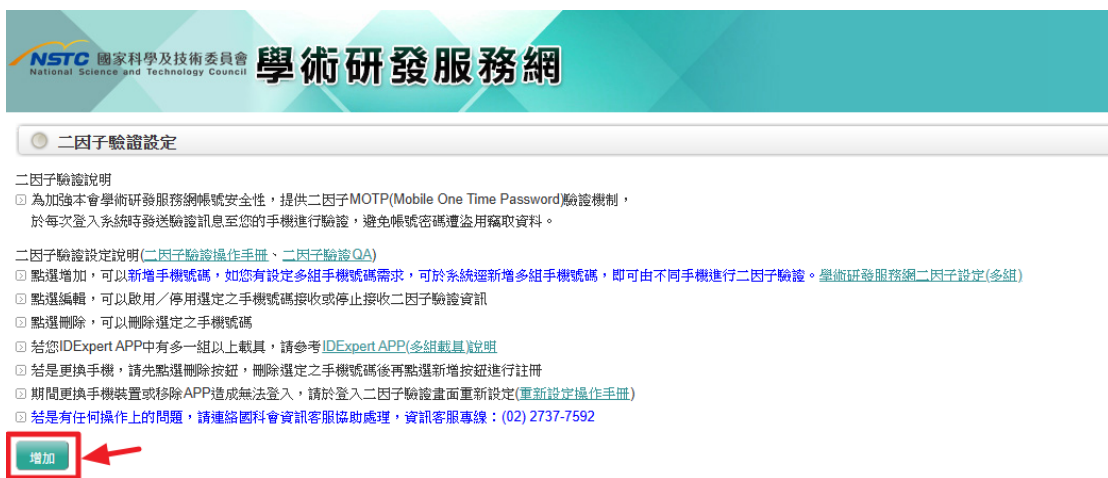 NSTC 國家科學及技術委員會 學術研發服務網
National Science and Technology Council
二因子驗證設定
二因子驗證說明
為加強本會學術研發服務網帳號安全性，提供二因子MOTP(Mobile One Time Password)驗證機制，
於每次登入系統時發送驗證訊息至您的手機進行驗證，避免帳號密碼遭盜用竊取資料。
二因子驗證設定說明(二因子驗證操作手冊、二因子驗證QA)
點選增加，可以新增手機號碼，如您有設定多組手機號碼需求，可於系統逕新增多組手機號碼，即可由不同手機進行二因子驗證。學術研發服務網二因子設定(多組)
點選編輯，可以啟用／停用選定之手機號碼接收或停止接收二因子驗證資訊
點選刪除，可以刪除選定之手機號碼
若您IDExpert APP中有多一組以上載具，請參考IDExpert APP(多組載具)說明
若是更換手機，請先點選刪除按鈕，刪除選定之手機號碼後再點選新增按鈕進行註冊
期間更換手機裝置或移除APP造成無法登入，請於登入二因子驗證畫面重新設定(重新設定操作手冊)
若是有任何操作上的問題，請連絡國科會資訊客服協助處理，資訊客服專線：(02) 2737-7592
增加